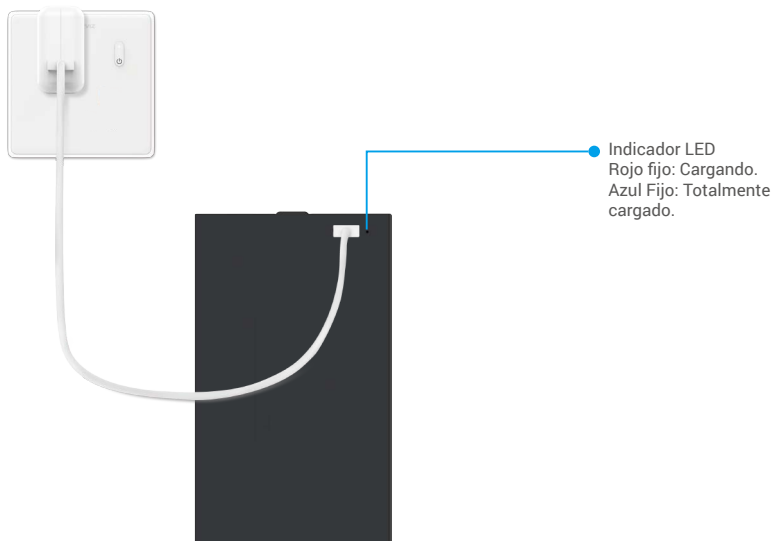 Indicador LED
Rojo fijo: Cargando.
Azul Fijo: Totalmente
cargado.